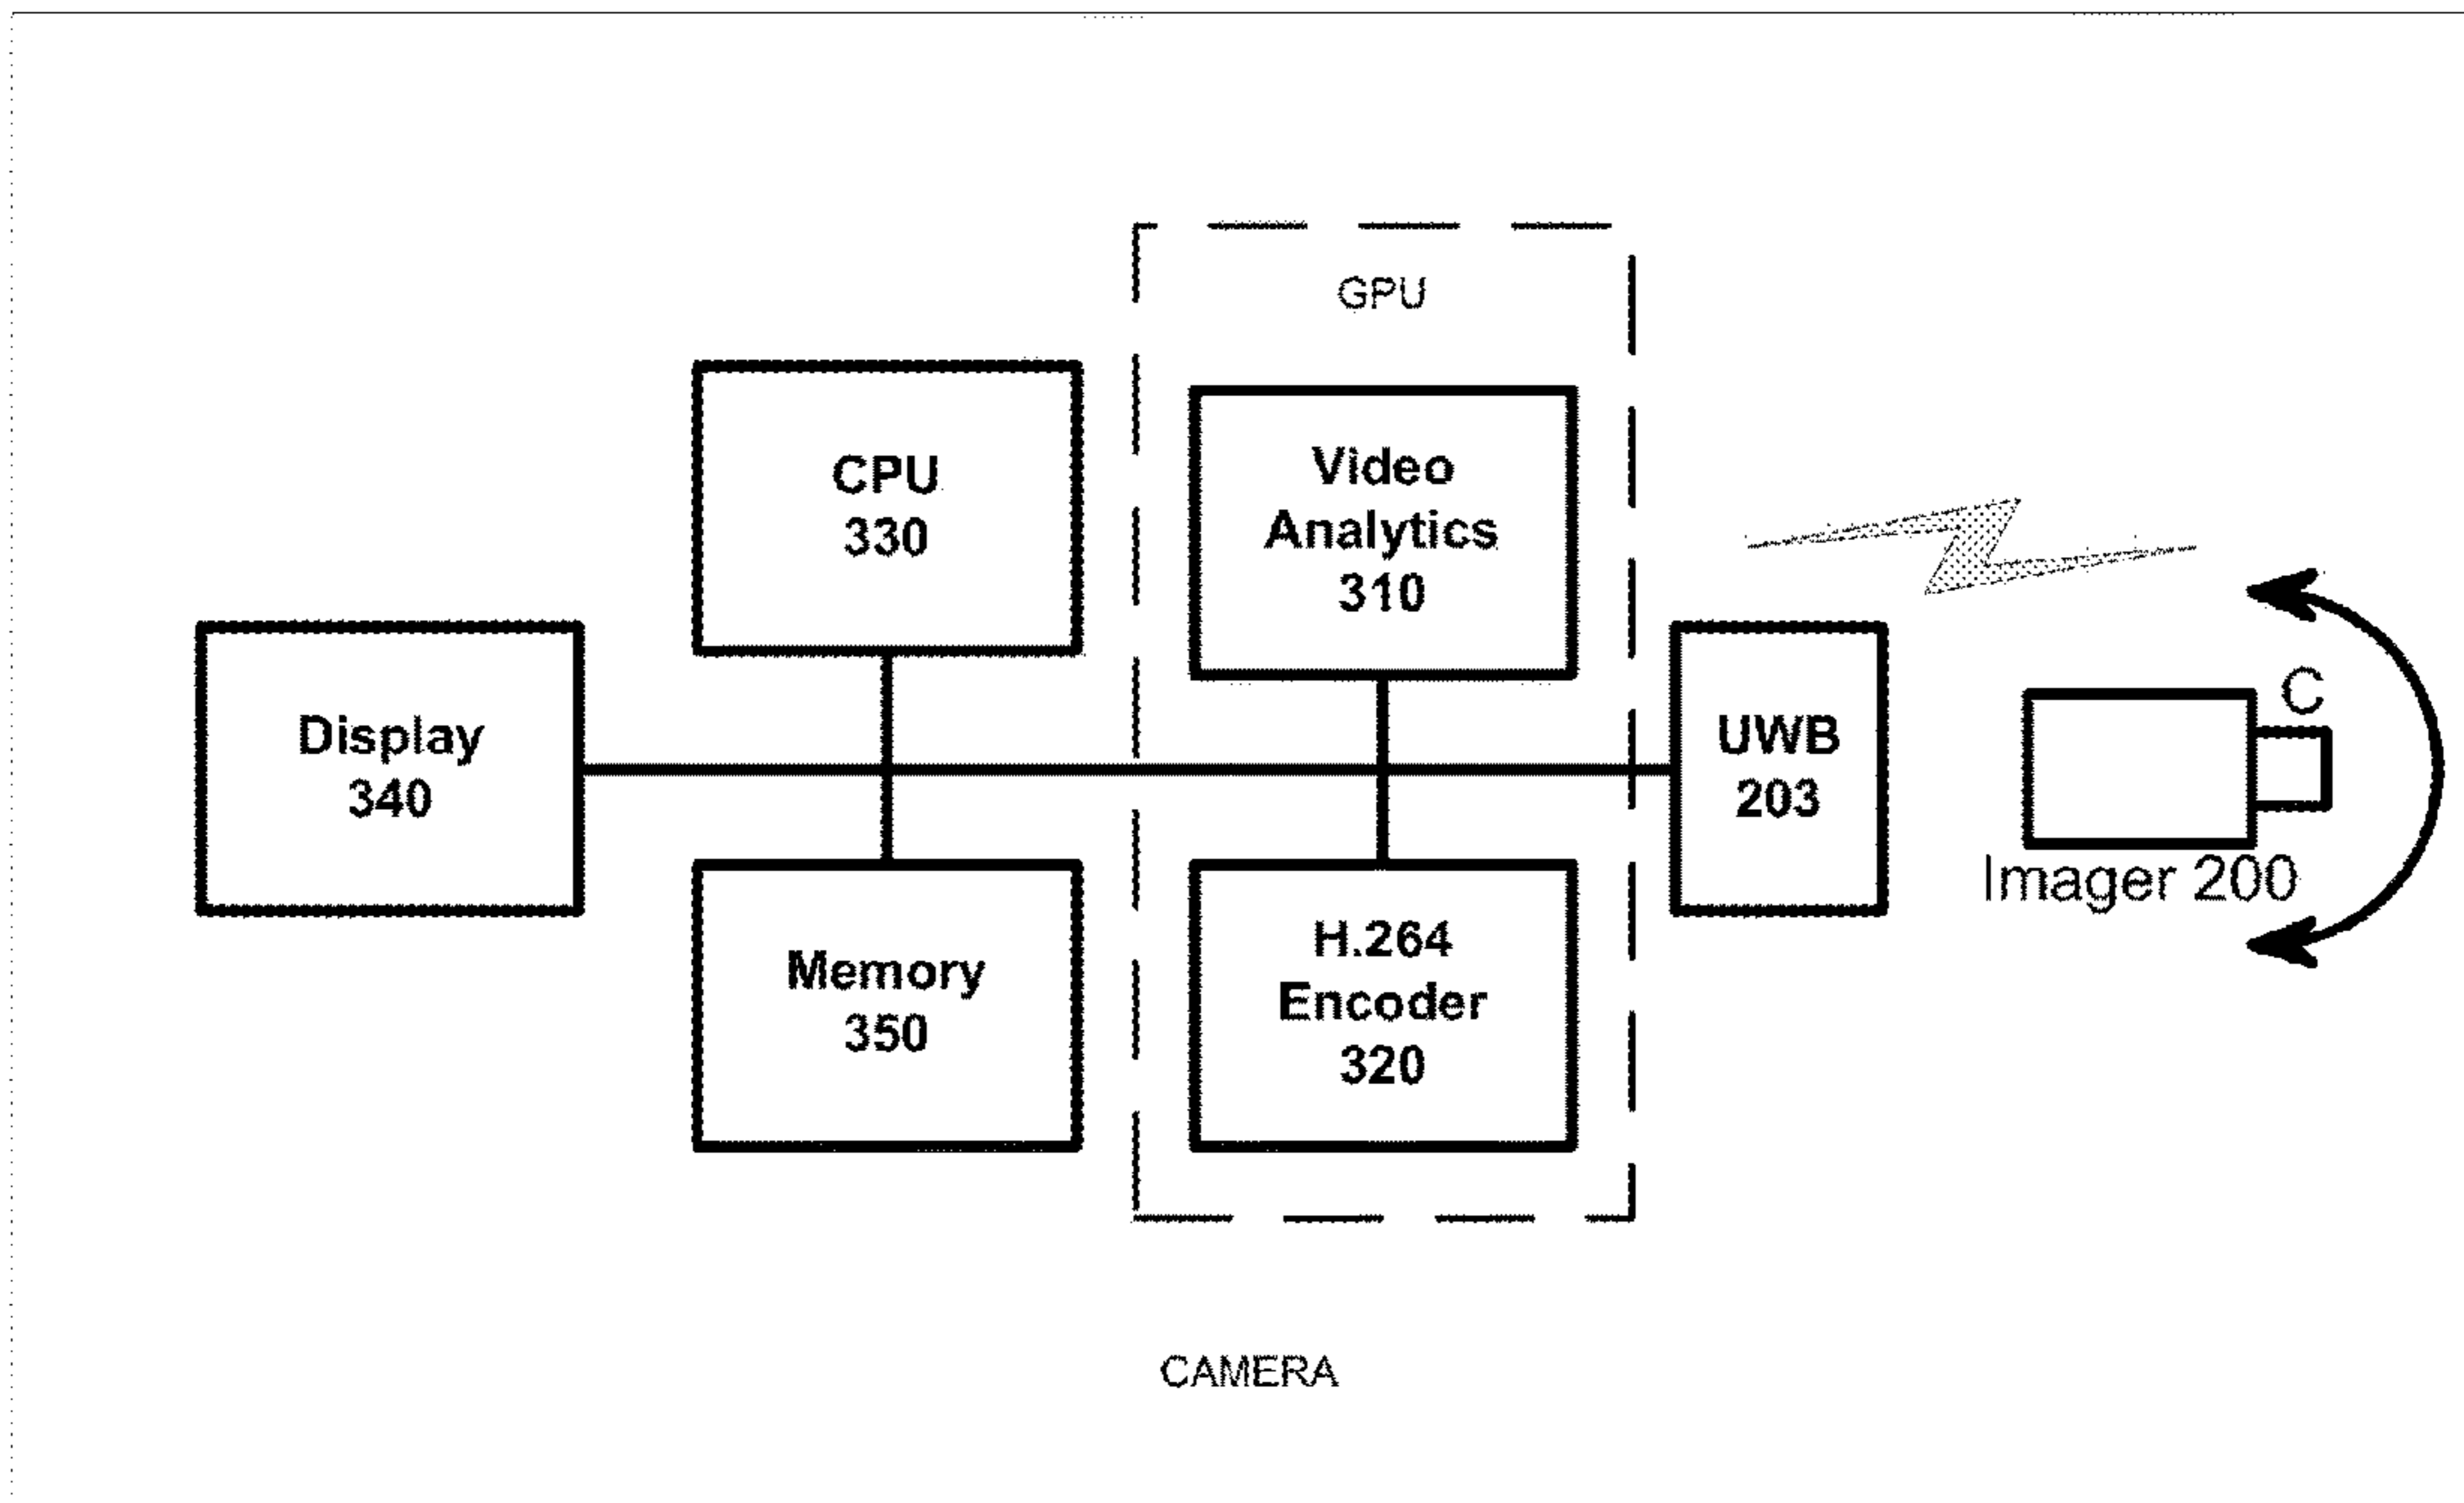 GPU
CPU
330
Video
Analytics
310
Display
340
UWB
203
C
Imager 200
Memory
350
H.264
Encoder
320
CAMERA